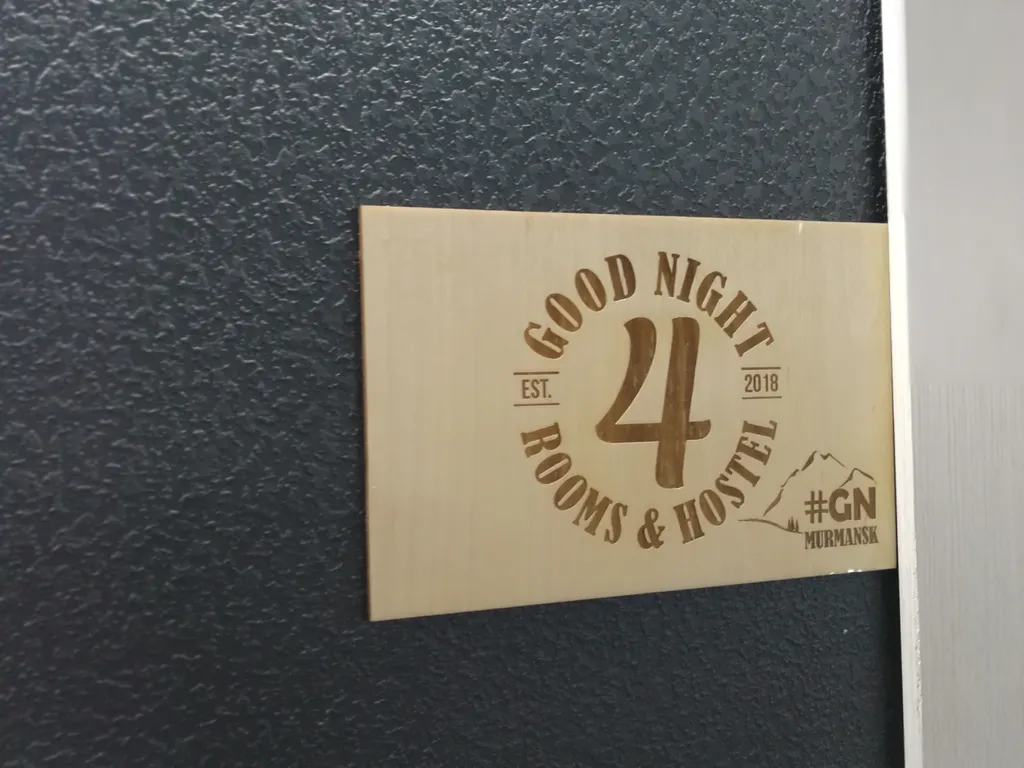 GOOD NIGHT
EST.
4
2018
ROOMS & HOSTEL
#GN
MURMANSK